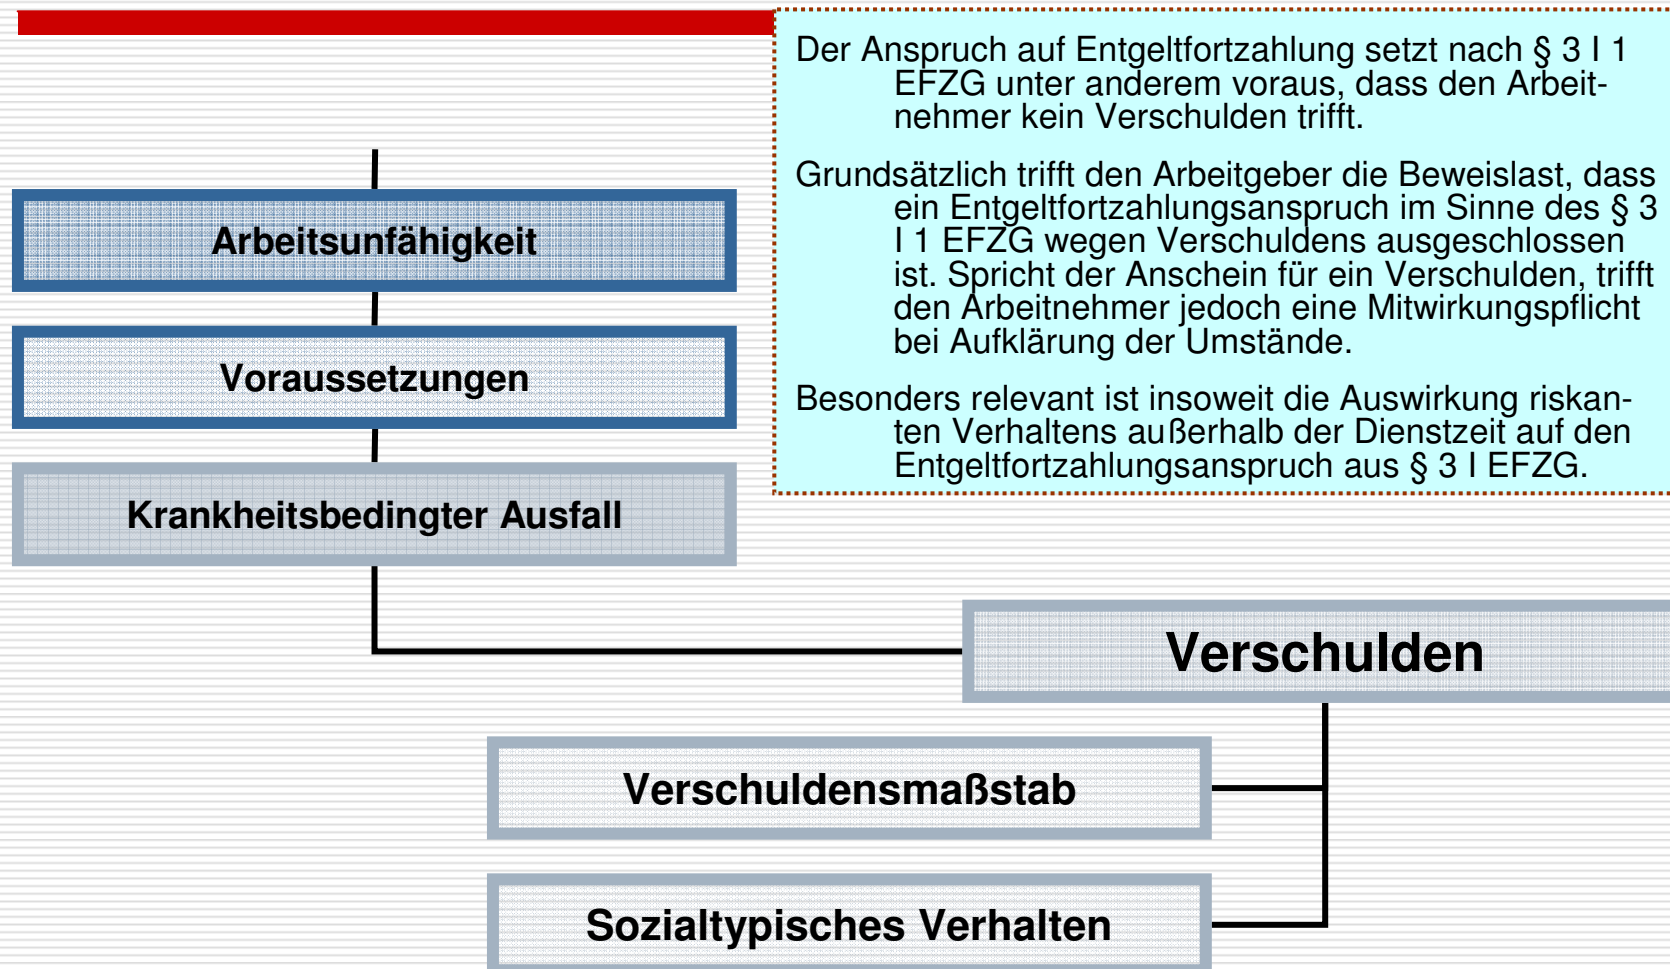 Der Anspruch auf Entgeltfortzahlung setzt nach § 3 I 1
EFZG unter anderem voraus, dass den Arbeit-
nehmer kein Verschulden trifft.
Grundsätzlich trifft den Arbeitgeber die Beweislast, dass
ein Entgeltfortzahlungsanspruch im Sinne des § 3
I 1 EFZG wegen Verschuldens ausgeschlossen
ist. Spricht der Anschein für ein Verschulden, trifft
den Arbeitnehmer jedoch eine Mitwirkungspflicht
bei Aufklärung der Umstände.
Besonders relevant ist insoweit die Auswirkung riskan-
ten Verhaltens außerhalb der Dienstzeit auf den
Entgeltfortzahlungsanspruch aus § 3 I EFZG.
Arbeitsunfähigkeit
Voraussetzungen
Krankheitsbedingter Ausfall
Verschulden
Verschuldensmaßstab
Sozialtypisches Verhalten